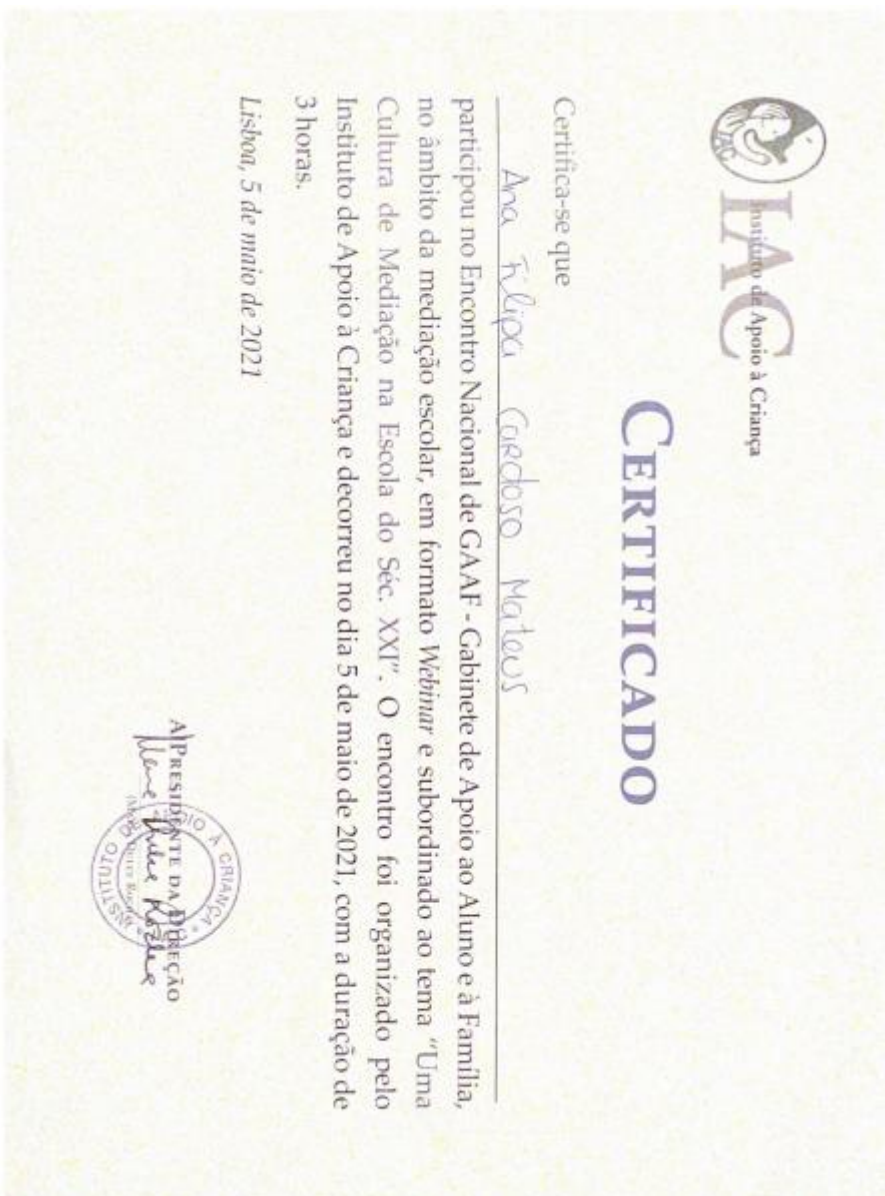 IAC
Instituto de Apoio à Criança
IAC
CERTIFICADO
Certifica-se que
Ana Filipa Cardoso Mateus
participou no Encontro Nacional de GAAF - Gabinete de Apoio ao Aluno e à Família,
no âmbito da mediação escolar, em formato Webinar e subordinado ao tema “Uma
Cultura de Mediação na Escola do Séc. XXI”. O encontro foi organizado pelo
Instituto de Apoio à Criança e decorreu no dia 5 de maio de 2021, com a duração de
3 horas.
Lisboa, 5 de maio de 2021
A PRESIDENTE DA DIREÇÃO
INSTITUTO
APOIO À CRIANÇA